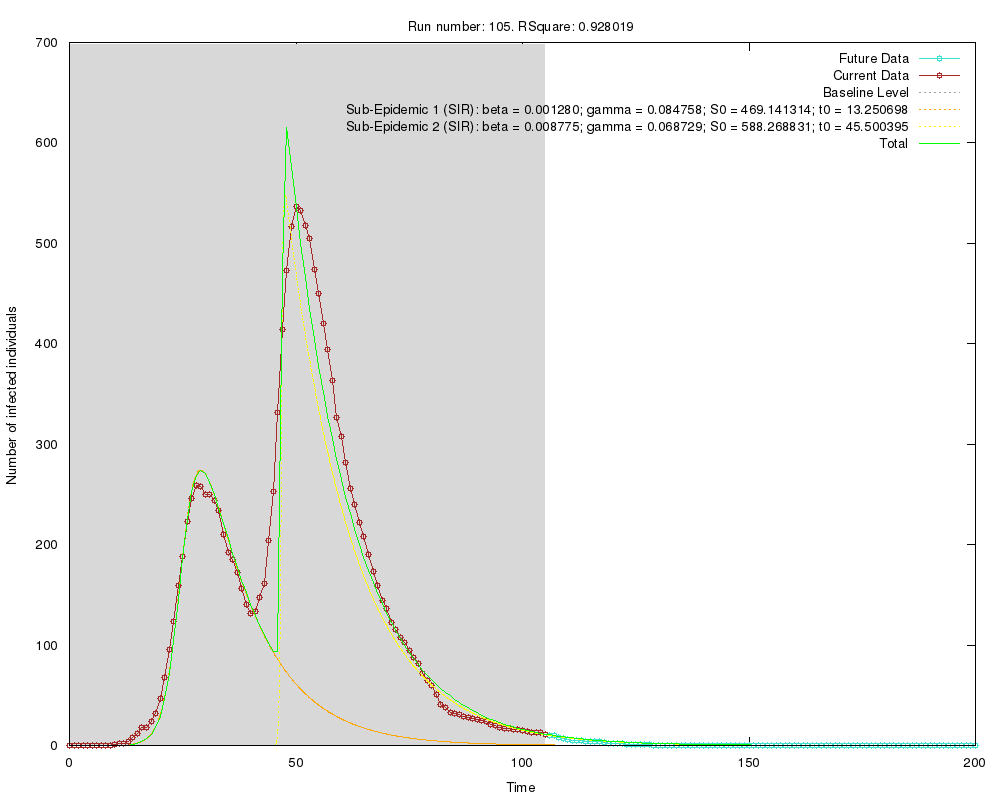 Run number: 105. RSquare: 0.928019
Future Data
Current Data
Baseline Level
Sub-Epidemic 1 (SIR): beta = 0.001280; gamma = 0.084758; S0 = 469.141314; t0 = 13.250698
Sub-Epidemic 2 (SIR): beta = 0.008775; gamma = 0.068729; S0 = 588.268831; t0 = 45.500395
Total
Number of infected individuals
700
600
500
400
300
200
100
0
0
50
100
150
200
Time